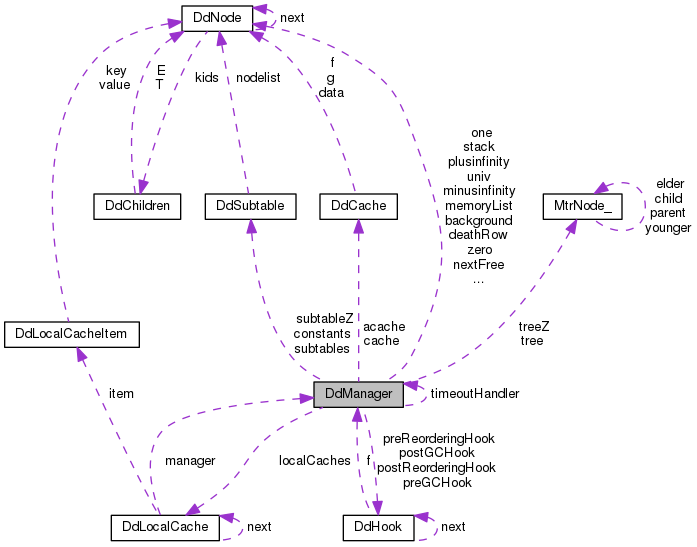 DdNode
next
key
value
E
T
kids
nodelist
f
g
data
one
stack
plusinfinity
univ
minusinfinity
memoryList
background
deathRow
zero
nextFree
...
DdChildren
DdSubtable
DdCache
MtrNode_
elder
child
parent
younger
DdLocalCacheItem
subtableZ
constants
subtables
acache
cache
treeZ
tree
item
DdManager
timeoutHandler
manager
localCaches
f
preReorderingHook
postGCHook
postReorderingHook
preGCHook
DdLocalCache
next
DdHook
next